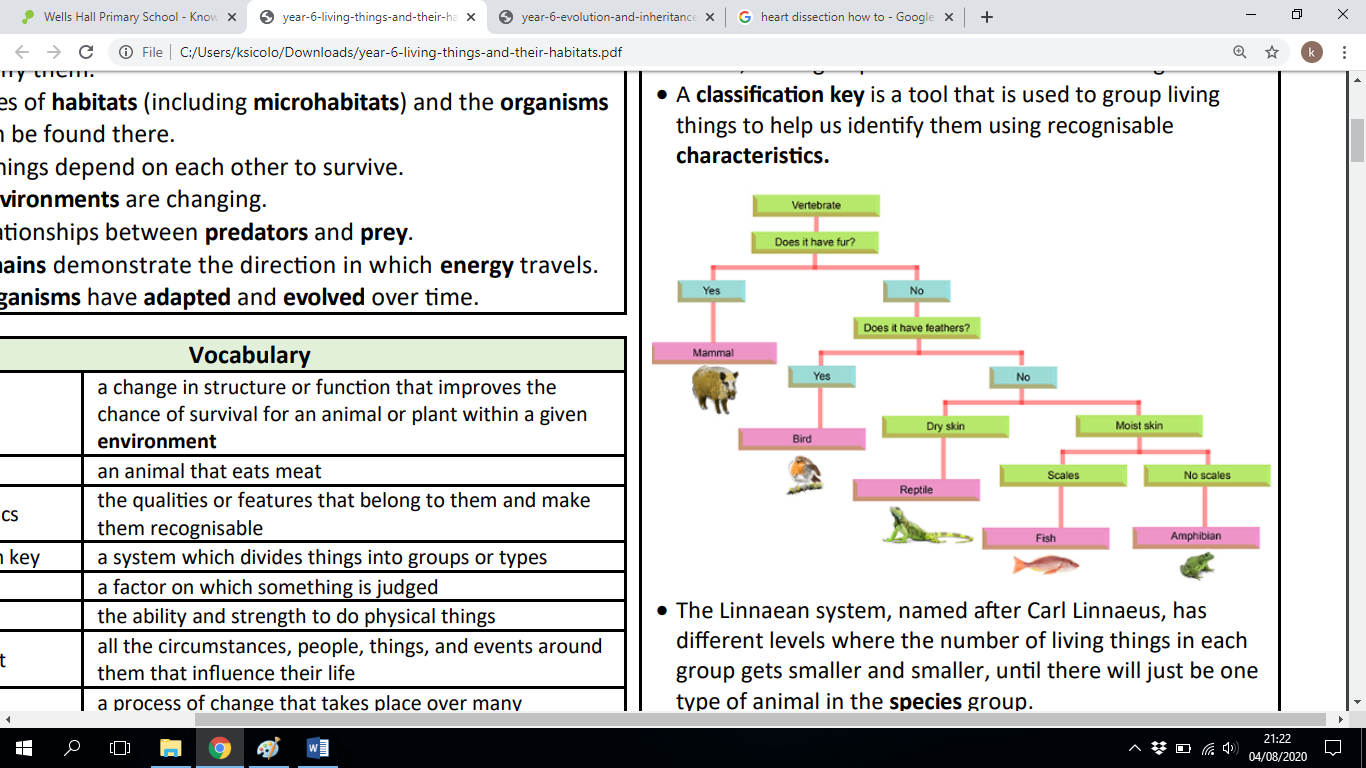 Wells Hall Primary School - Know
year-6-living-things-and-their-ha
year-6-evolution-and-inheritance
heart dissection how to - Google
File | C:/Users/ksicolo/Downloads/year-6-living-things-and-their-habitats.pdf
k
them.
es of habitats (including microhabitats) and the organisms
be found there.
ings depend on each other to survive.
vironments are changing.
ationships between predators and prey.
ains demonstrate the direction in which energy travels.
ganisms have adapted and evolved over time.
Vocabulary
a change in structure or function that improves the
chance of survival for an animal or plant within a given
environment
an animal that eats meat
cs
the qualities or features that belong to them and make
them recognisable
key
a system which divides things into groups or types
a factor on which something is judged
the ability and strength to do physical things
t
all the circumstances, people, things, and events around
them that influence their life
a process of change that takes place over many
• A classification key is a tool that is used to group living
things to help us identify them using recognisable
characteristics.
Vertebrate
Does it have fur?
Yes
No
Does it have feathers?
Mammal
Yes
No
Dry skin
Moist skin
Bird
Scales
No scales
Reptile
Fish
Amphibian
• The Linnaean system, named after Carl Linnaeus, has
different levels where the number of living things in each
group gets smaller and smaller, until there will just be one
type of animal in the species group.
21:22
04/08/2020